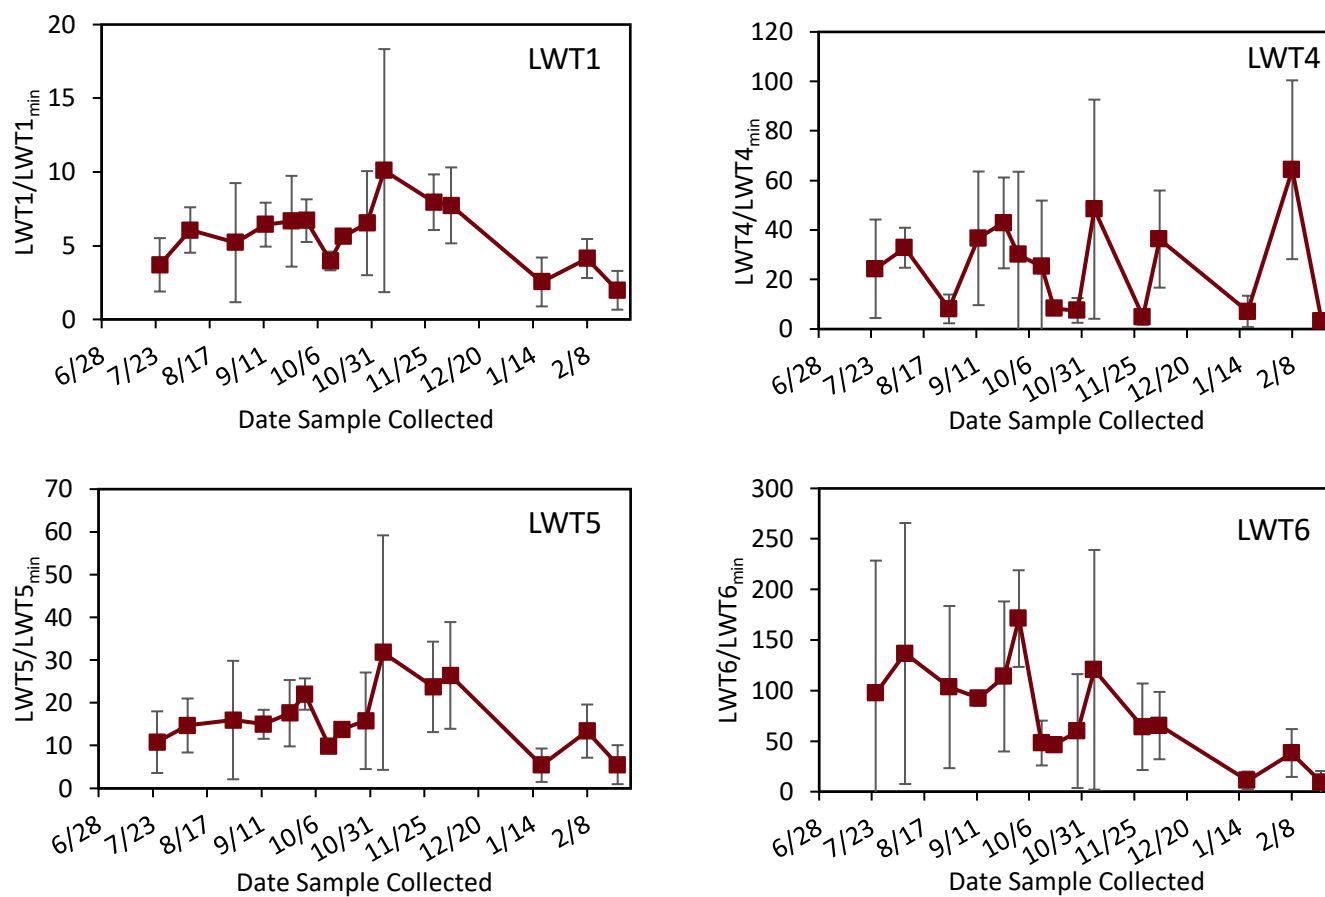 LWT1
LWT1/LWT1min
20
15
10
5
0
6/28 7/23 8/17 9/11 10/6 10/31 11/25 12/20 1/14 2/8
Date Sample Collected
LWT4
LWT4/LWT4min
120
100
80
60
40
20
0
6/28 7/23 8/17 9/11 10/6 10/31 11/25 12/20 1/14 2/8
Date Sample Collected
LWT5
LWT5/LWT5min
70
60
50
40
30
20
10
0
6/28 7/23 8/17 9/11 10/6 10/31 11/25 12/20 1/14 2/8
Date Sample Collected
LWT6
LWT6/LWT6min
300
250
200
150
100
50
0
6/28 7/23 8/17 9/11 10/6 10/31 11/25 12/20 1/14 2/8
Date Sample Collected